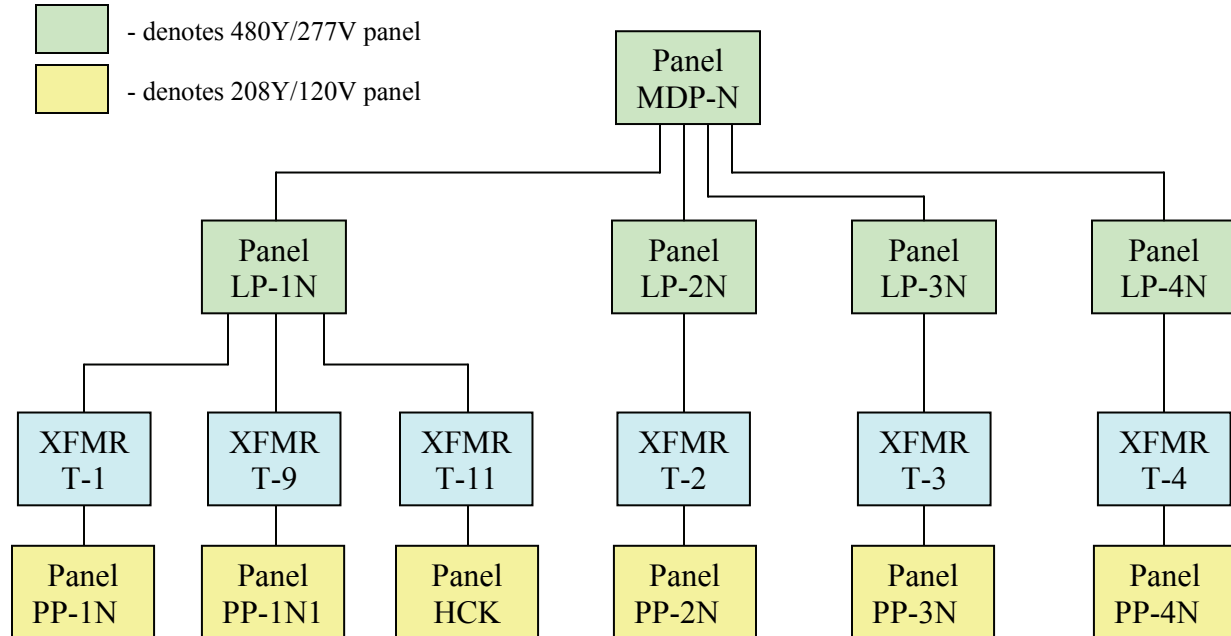 - denotes 480Y/277V panel
- denotes 208Y/120V panel
Panel
MDP-N
Panel
LP-1N
Panel
LP-2N
Panel
LP-3N
Panel
LP-4N
XFMR
T-1
XFMR
T-9
XFMR
T-11
XFMR
T-2
XFMR
T-3
XFMR
T-4
Panel
PP-1N
Panel
PP-1N1
Panel
HCK
Panel
PP-2N
Panel
PP-3N
Panel
PP-4N